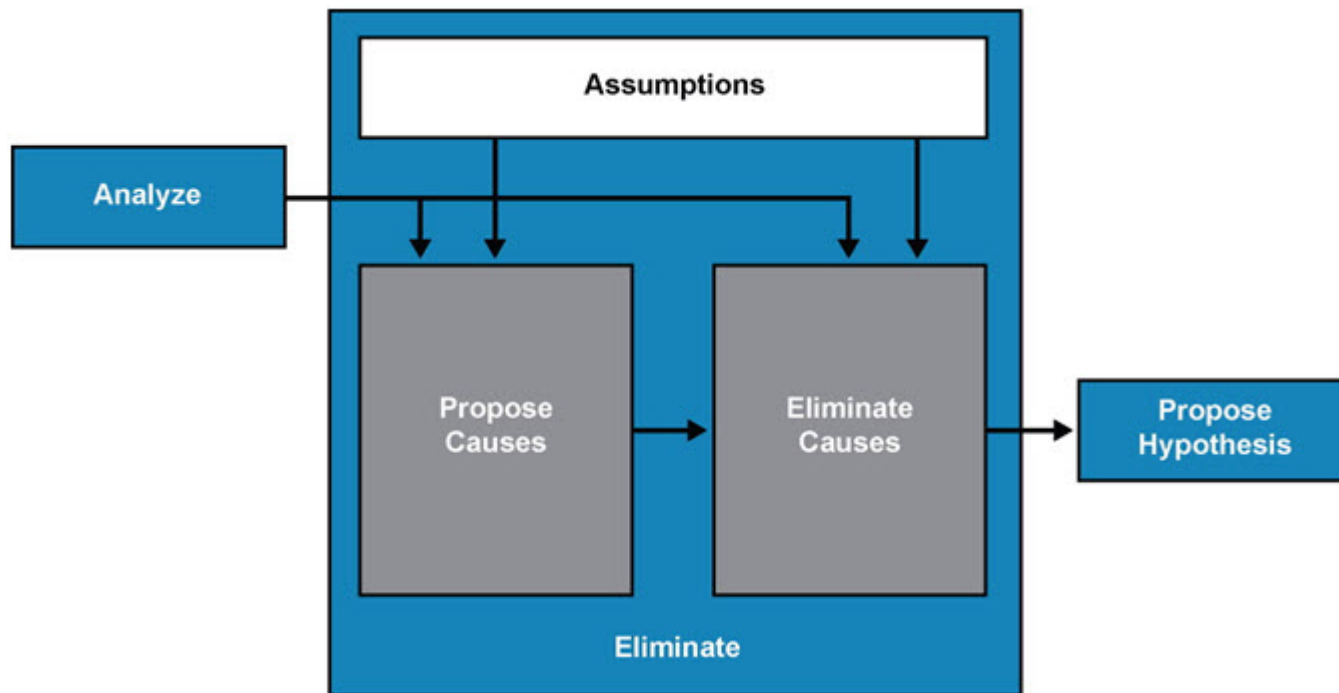 Assumptions
Analyze
Propose
Causes
Eliminate
Causes
Propose
Hypothesis
Eliminate